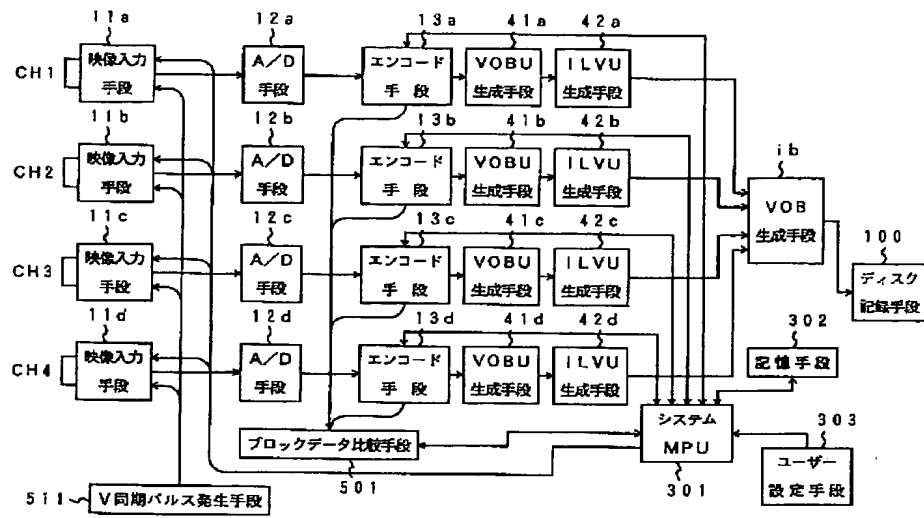 11a
12a
13a
41a
42a
CH1
映像入力
手段
A/D
手段
エンコード
手段
VOBU
生成手段
ILVU
生成手段
11b
12b
13b
41b
42b
CH2
映像入力
手段
A/D
手段
エンコード
手段
VOBU
生成手段
ILVU
生成手段
ib
VOB
生成手段
11c
12c
13c
41c
42c
CH3
映像入力
手段
A/D
手段
エンコード
手段
VOBU
生成手段
ILVU
生成手段
100
ディスク
記録手段
11d
12d
13d
41d
42d
CH4
映像入力
手段
A/D
手段
エンコード
手段
VOBU
生成手段
ILVU
生成手段
302
記憶手段
ブロックデータ比較手段
501
システム
MPU
301
303
ユーザー
設定手段
511
V同期パルス発生手段